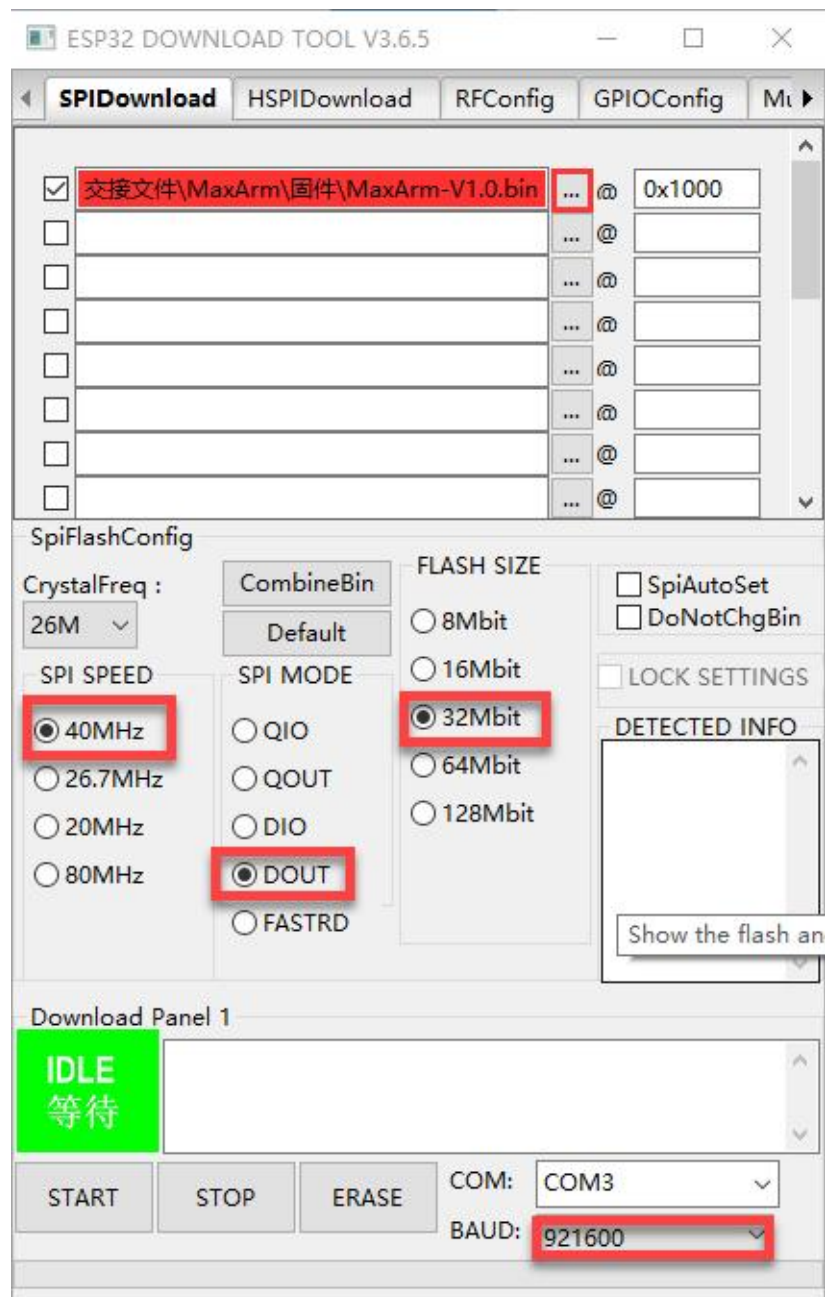 ESP32 DOWNLOAD TOOL V3.6.5
SPIDownload HSPIDownload RFConfig GPIOConfig Mu
交接文件\MaxArm\固件\MaxArm-V1.0.bin ... @ 0x1000
... @
... @
... @
... @
... @
... @
... @
SpiFlashConfig
CrystalFreq :
26M
CombineBin
Default
SPI SPEED
40MHz
26.7MHz
20MHz
80MHz
SPI MODE
QIO
QOUT
DIO
DOUT
FASTRD
FLASH SIZE
8Mbit
16Mbit
32Mbit
64Mbit
128Mbit
SpiAutoSet
DoNotChgBin
LOCK SETTINGS
DETECTED INFO
Show the flash an
Download Panel 1
IDLE
等待
START STOP ERASE
COM: COM3
BAUD: 921600